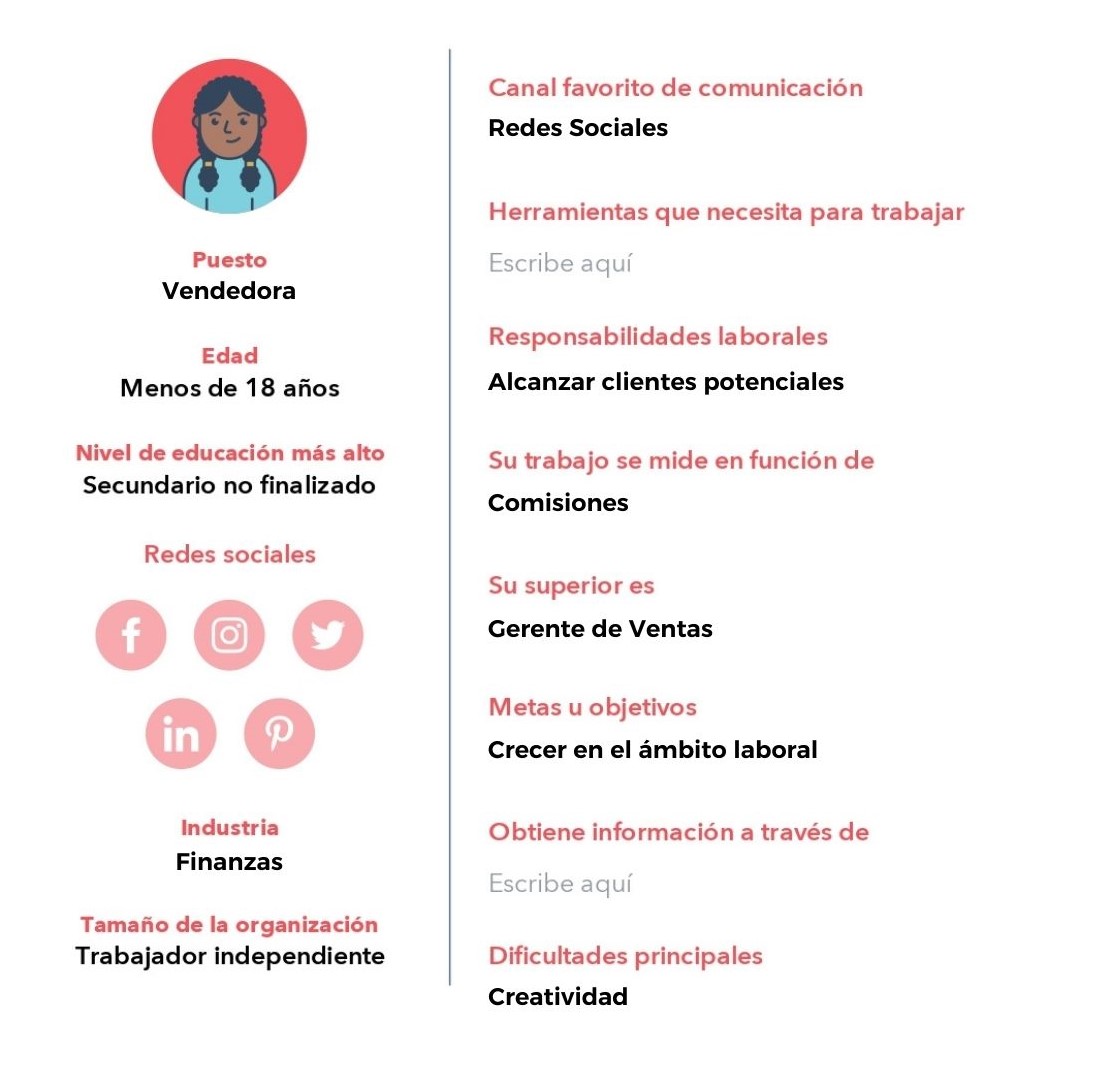 Puesto
Vendedora
Edad
Menos de 18 años
Nivel de educación más alto
Secundario no finalizado
Redes sociales
f
in
Industria
Finanzas
Tamaño de la organización
Trabajador independiente
Canal favorito de comunicación
Redes Sociales
Herramientas que necesita para trabajar
Escribe aquí
Responsabilidades laborales
Alcanzar clientes potenciales
Su trabajo se mide en función de
Comisiones
Su superior es
Gerente de Ventas
Metas u objetivos
Crecer en el ámbito laboral
Obtiene información a través de
Escribe aquí
Dificultades principales
Creatividad